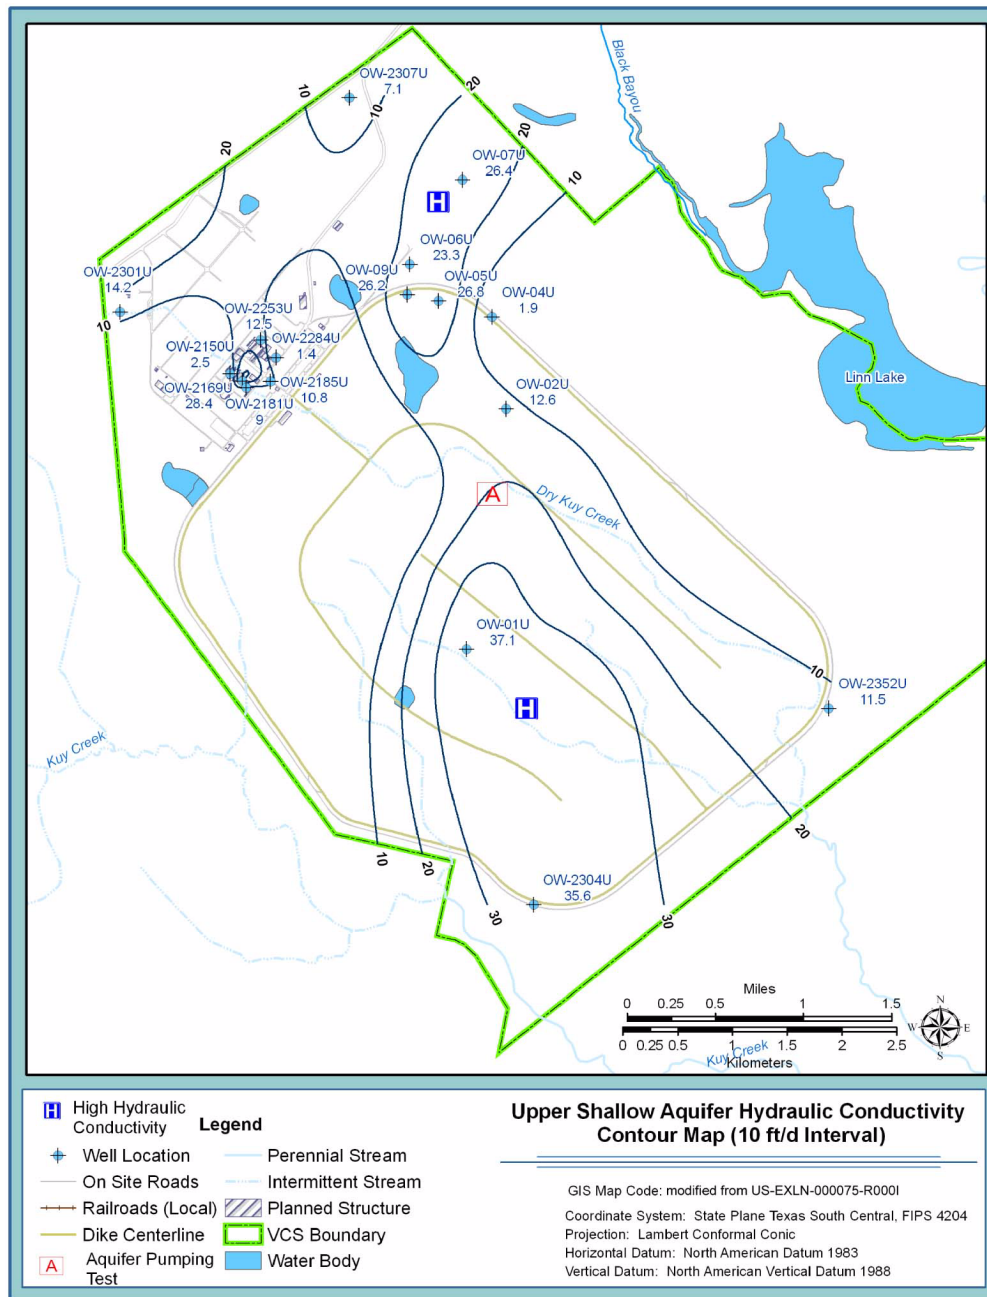 Black Bayou
OW-2307U
7.1
10
10
20
20
20
10
OW-07U
26.4
H
OW-06U
23.3
OW-09U
26.2
OW-05U
26.8
OW-04U
1.9
OW-2301U
14.2
10
OW-2253U
12.5
OW-2284U
1.4
OW-2150U
2.5
OW-2169U
28.4
OW-2181U
9
OW-2185U
10.8
OW-02U
12.6
Linn Lake
A
Dry Kuy Creek
OW-01U
37.1
H
10
OW-2352U
11.5
Kuy Creek
20
10
20
OW-2304U
35.6
30
30
Miles
0 0.25 0.5 1 1.5
0 0.25 0.5 1 1.5 2 2.5
Kuy Creek
Kilometers
N
W E
S
H High Hydraulic
Conductivity
Legend
Well Location
On Site Roads
Railroads (Local)
Dike Centerline
A Aquifer Pumping
Test
Perennial Stream
Intermittent Stream
Planned Structure
VCS Boundary
Water Body
Upper Shallow Aquifer Hydraulic Conductivity
Contour Map (10 ft/d Interval)
GIS Map Code: modified from US-EXLN-000075-R000I
Coordinate System: State Plane Texas South Central, FIPS 4204
Projection: Lambert Conformal Conic
Horizontal Datum: North American Datum 1983
Vertical Datum: North American Vertical Datum 1988